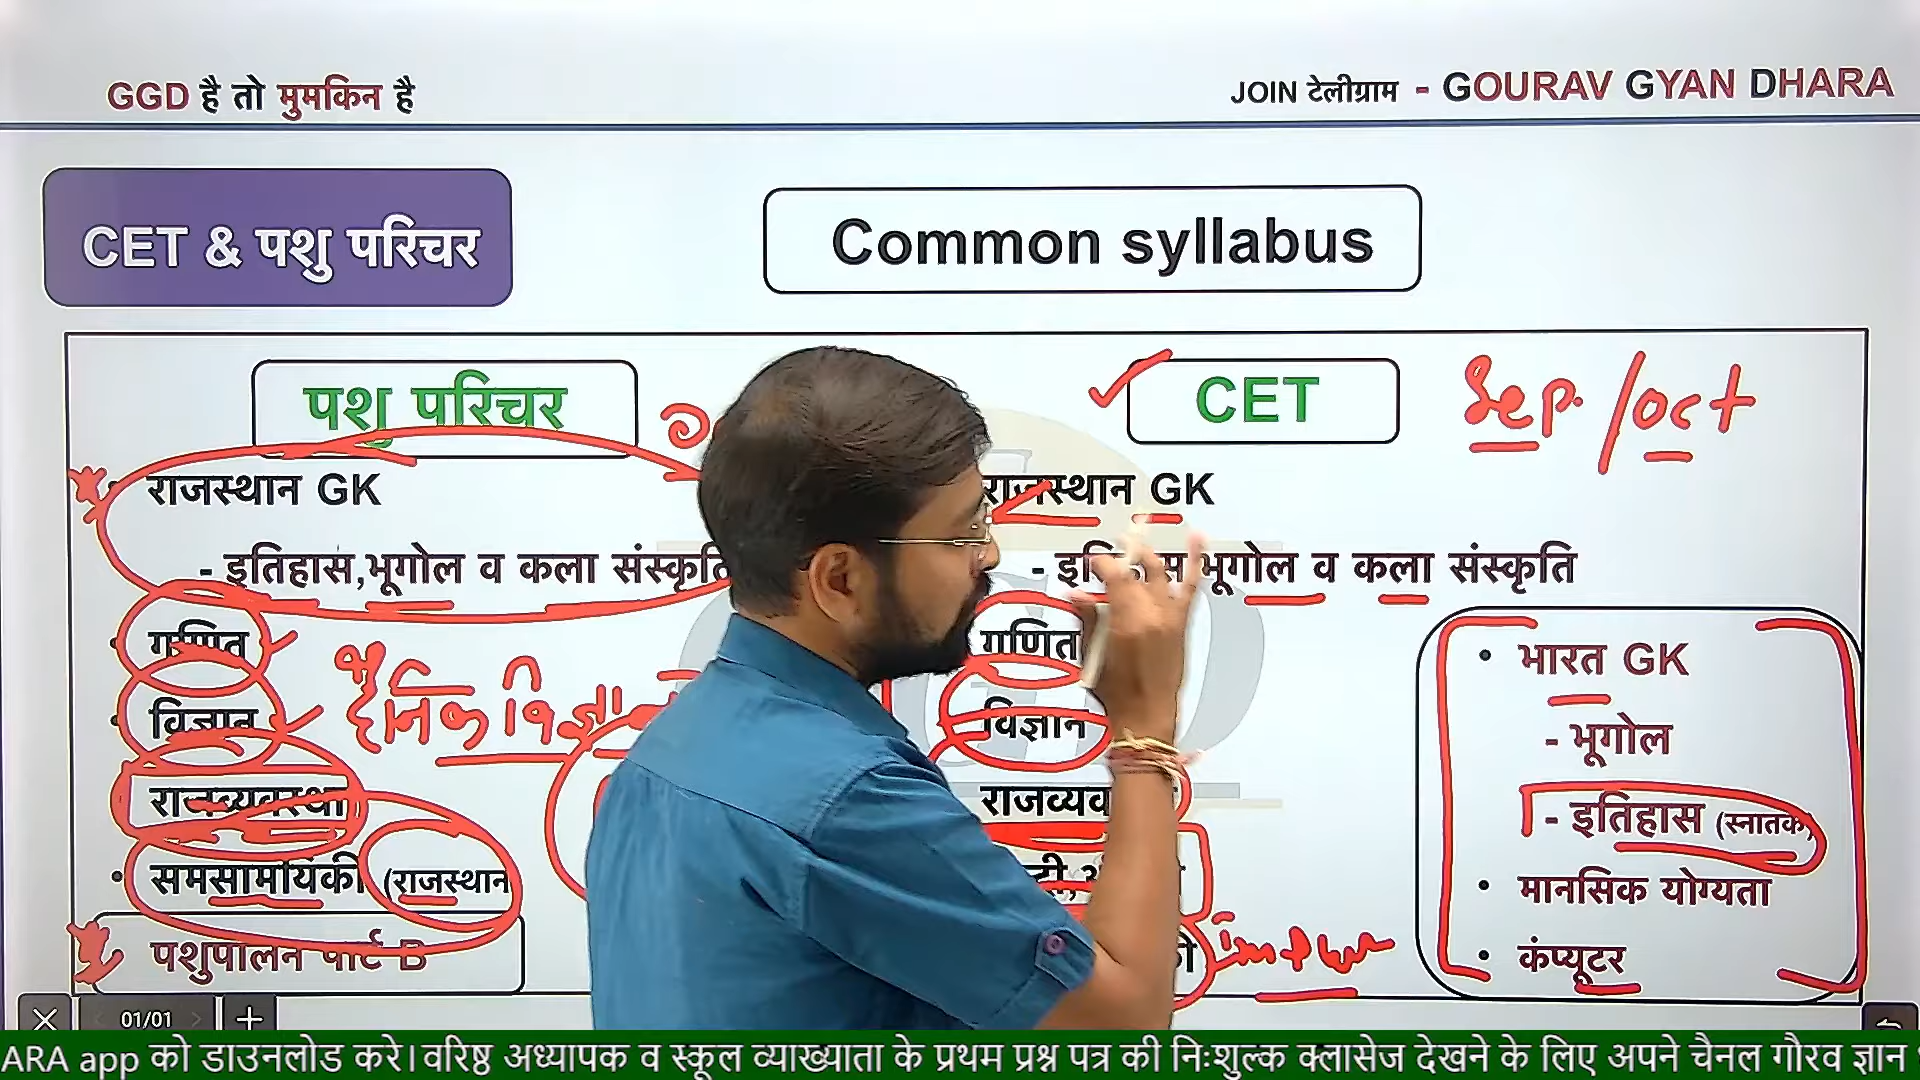 GGD है तो मुमकिन है
JOIN टेलीग्राम - GOURAV GYAN DHARA
CET & पशु परिचर
Common syllabus
पशु परिचर
राजस्थान GK
- इतिहास,भूगोल व कला संस्कृति
गणित
विज्ञान
दैनिक विज्ञान
राजव्यवस्था
• समसामयिकी (राजस्थान
पशुपालन पार्ट B
CET
Sep. / oct
राजस्थान GK
- इतिहास,भूगोल व कला संस्कृति
गणित
विज्ञान
• भारत GK
- भूगोल
- इतिहास (स्नातक)
• मानसिक योग्यता
• कंप्यूटर
01/01
ARA app को डाउनलोड करे। वरिष्ठ अध्यापक व स्कूल व्याख्याता के प्रथम प्रश्न पत्र की निःशुल्क क्लासेज देखने के लिए अपने चैनल गौरव ज्ञान